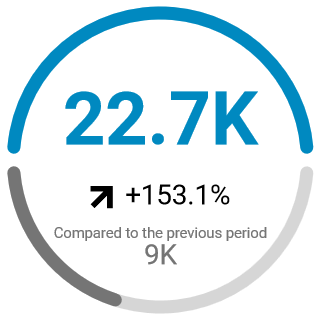 22.7K
+153.1%
Compared to the previous period
9K